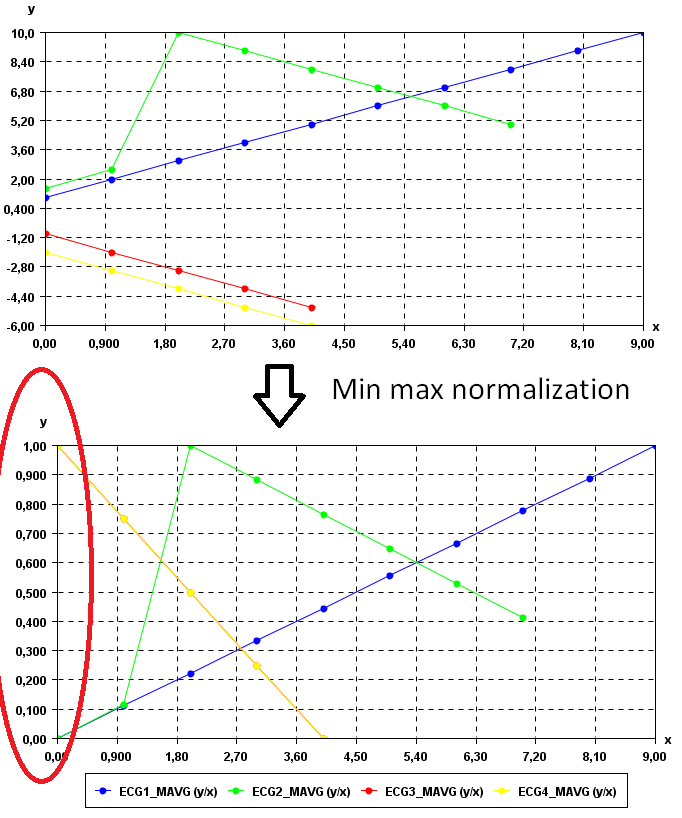 y
10,0
8,40
6,80
5,20
3,60
2,00
0,400
-1,20
-2,80
-4,40
-6,00
x
0,00 0,900 1,80 2,70 3,60 4,50 5,40 6,30 7,20 8,10 9,00
Min max normalization
y
1,00
0,900
0,800
0,700
0,600
0,500
0,400
0,300
0,200
0,100
0,00
x
0,00 0,900 1,80 2,70 3,60 4,50 5,40 6,30 7,20 8,10 9,00
ECG1_MAVG (y/x) ECG2_MAVG (y/x) ECG3_MAVG (y/x) ECG4_MAVG (y/x)